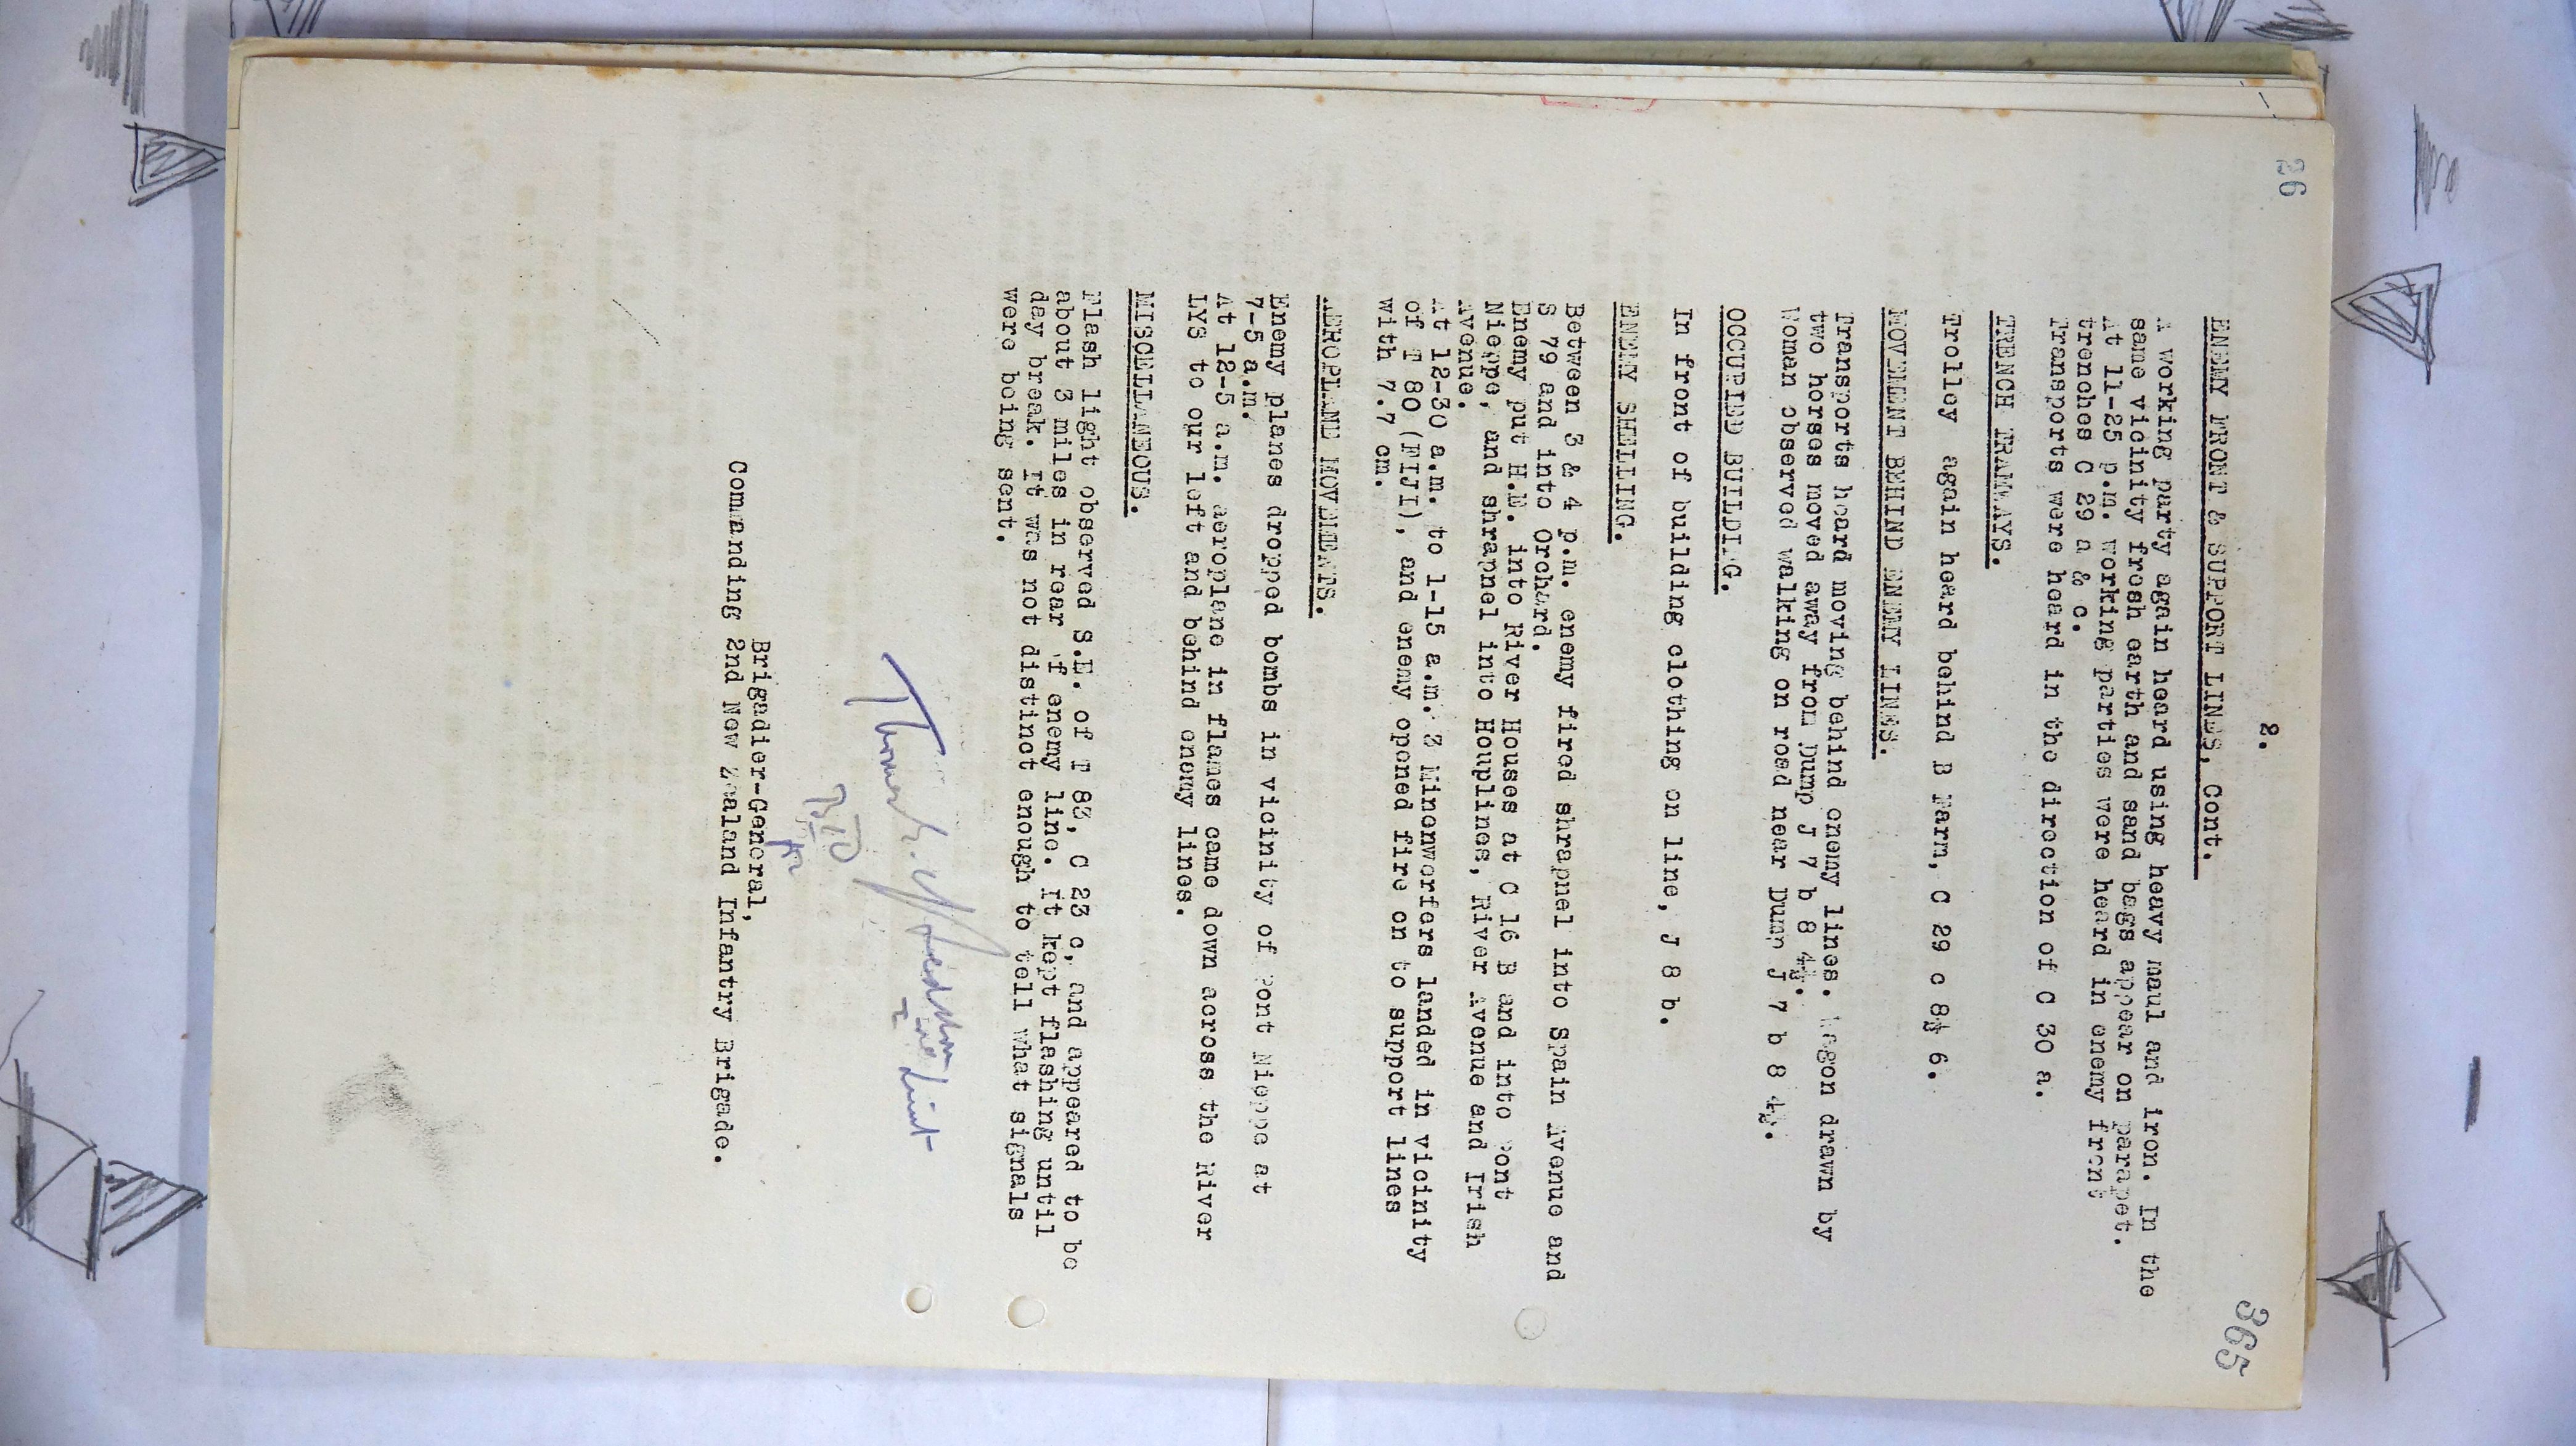 26
365
2.
ENEMY FRONT & SUPPORT LINES, Cont.
A working party again heard using heavy maul and iron. In the
same vicinity fresh earth and sand bags appear on parapet.
At 11-25 p.m. working parties were heard in enemy front
trenches C 29 a & c.
Transports were heard in the direction of C 30 a.
TRENCH TRAMWAYS.
Trolley again heard behind B Farm, C 29 c 8½ 6.
MOVEMENT BEHIND ENEMY LINES.
Transports heard moving behind enemy lines. Wagon drawn by
two horses moved away from Dump J 7 b 8 4½.
Woman observed walking on road near Dump J 7 b 8 4½.
OCCUPIED BUILDING.
In front of building clothing on line, J 8 b.
ENEMY SHELLING.
Between 3 & 4 p.m. enemy fired shrapnel into Spain Avenue and
S 79 and into Orchard.
Enemy put H.E. into River Houses at C 16 B and into Pont
Nieppe, and shrapnel into Houplines, River Avenue and Irish
Avenue.
At 12-30 a.m. to 1-15 a.m. 3 Minenwerfers landed in vicinity
of T 80 (FIJI), and enemy opened fire on to support lines
with 7.7 cm.
AEROPLANE MOVEMENTS.
Enemy planes dropped bombs in vicinity of Pont Nieppe at
7-5 a.m.
At 12-5 a.m. aeroplane in flames came down across the River
LYS to our left and behind enemy lines.
MISCELLANEOUS.
Flash light observed S.E. of T 83, C 23 c, and appeared to be
about 3 miles in rear of enemy line. It kept flashing until
day break. It was not distinct enough to tell what signals
were being sent.
Lieut
Brigadier-General,
Commanding 2nd New Zealand Infantry Brigade.